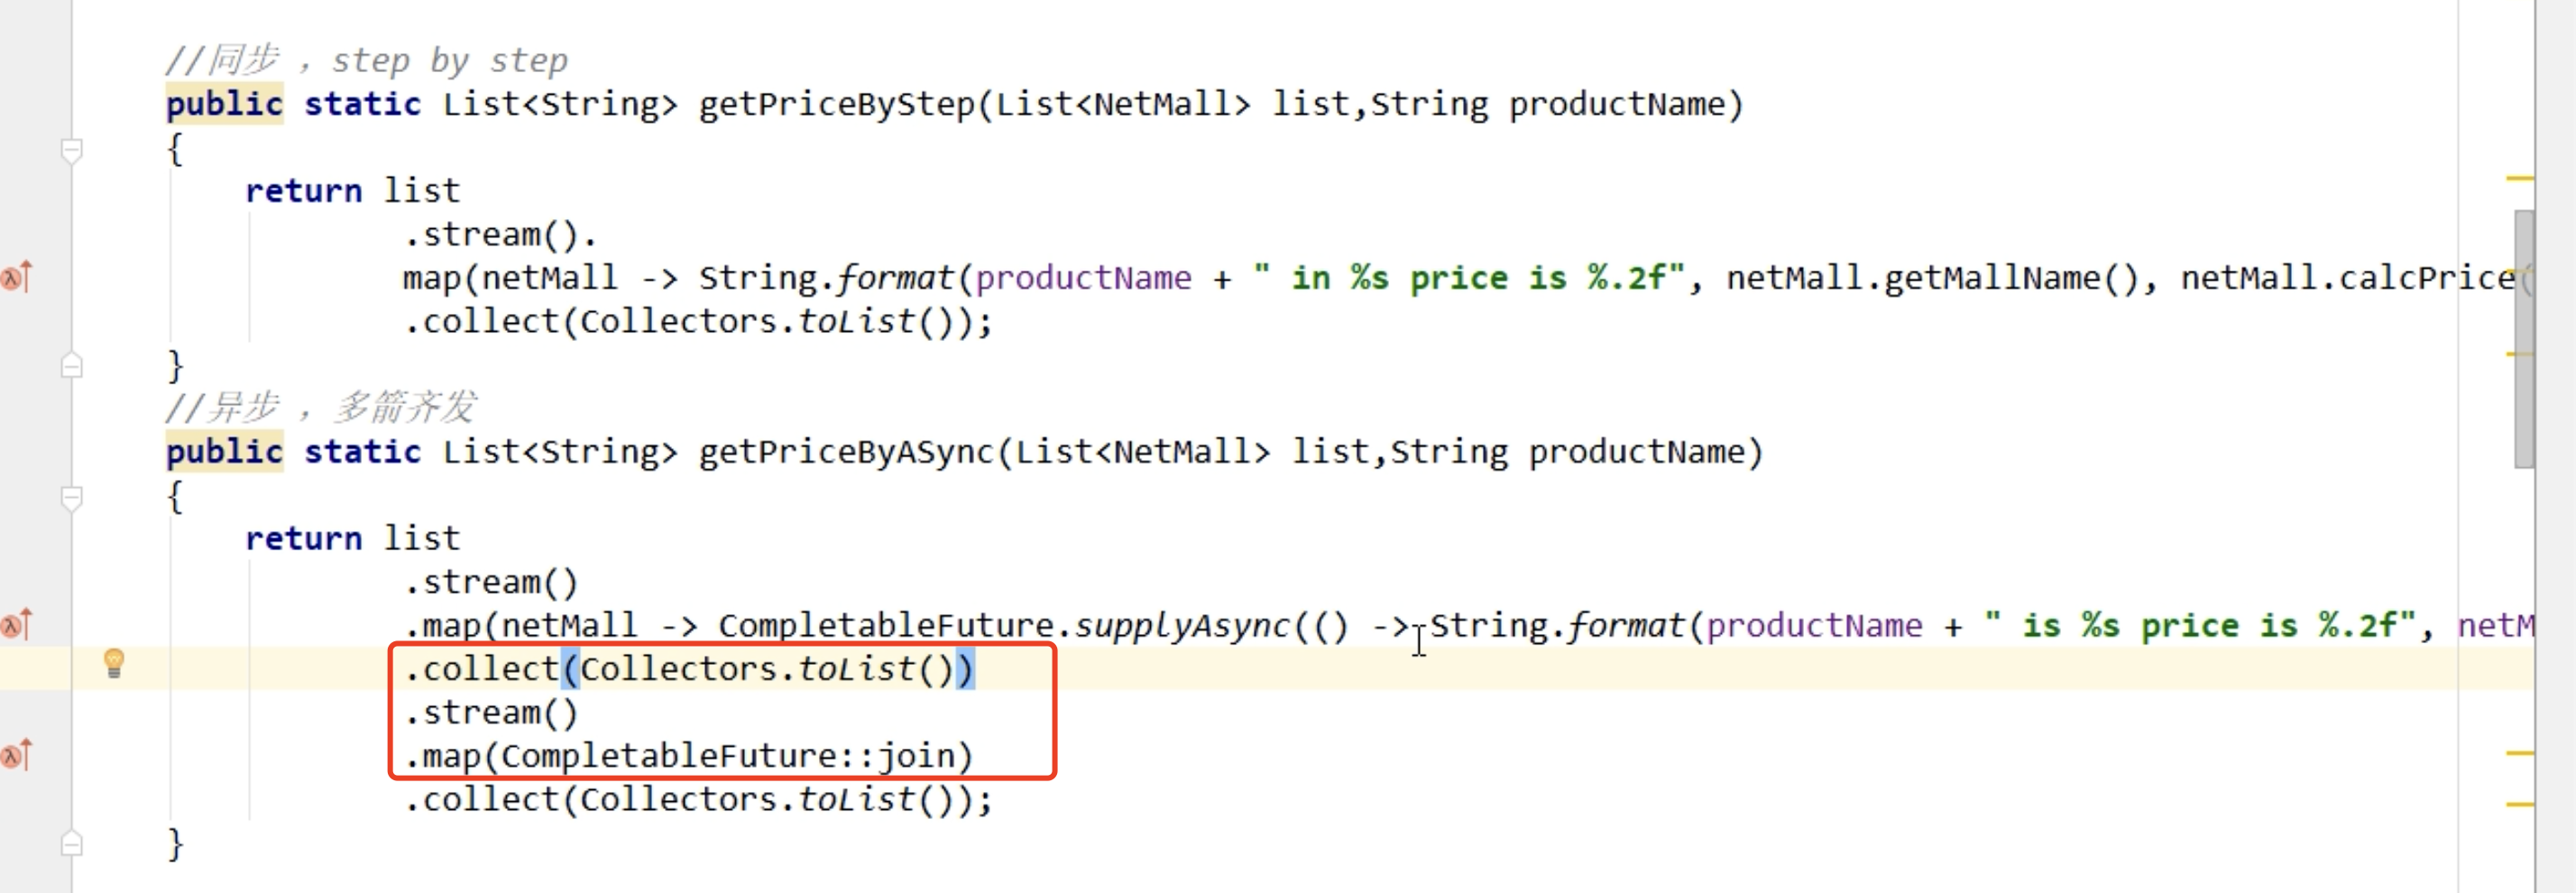 //同步 ，step by step
public static List<String> getPriceByStep(List<NetMall> list,String productName)
{
return list
.stream().
map(netMall -> String.format(productName + " in %s price is %.2f", netMall.getMallName(), netMall.calcPrice(
.collect(Collectors.toList());
}
//异步 ，多箭齐发
public static List<String> getPriceByASync(List<NetMall> list,String productName)
{
return list
.stream()
.map(netMall -> CompletableFuture.supplyAsync(() -> String.format(productName + " is %s price is %.2f", netM
.collect(Collectors.toList())
.stream()
.map(CompletableFuture::join)
.collect(Collectors.toList());
}